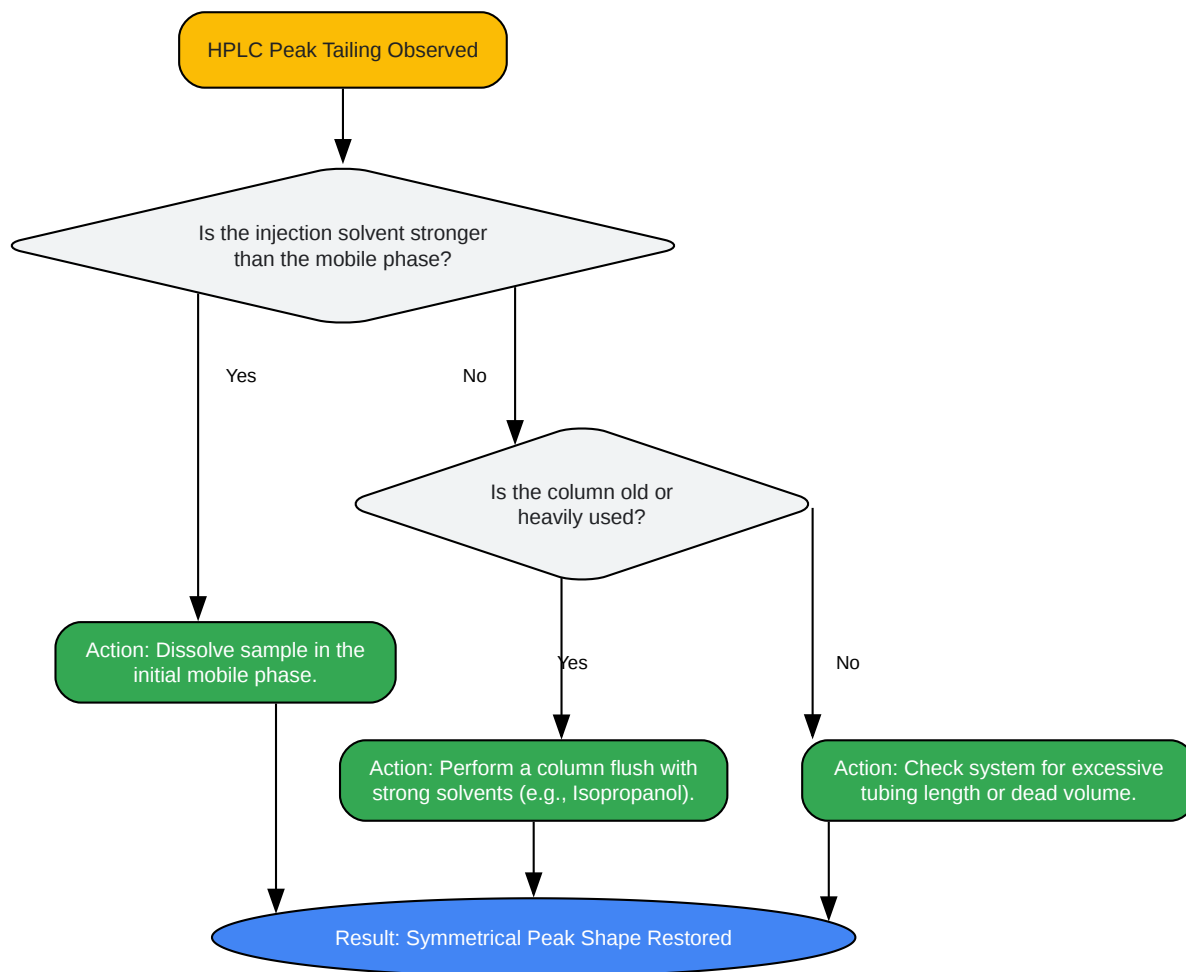 HPLC Peak Tailing Observed
Is the injection solvent stronger
than the mobile phase?
Yes
No
Is the column old or
heavily used?
Action: Dissolve sample in the
initial mobile phase.
Yes
No
Action: Perform a column flush with
strong solvents (e.g., Isopropanol).
Action: Check system for excessive
tubing length or dead volume.
Result: Symmetrical Peak Shape Restored